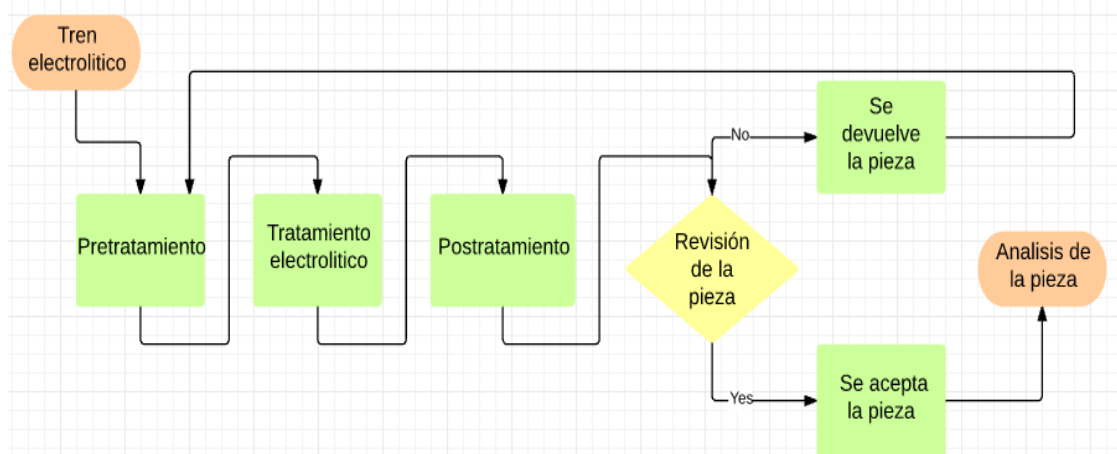 Tren
electrolitico
Pretratamiento
Tratamiento
electrolitico
Postratamiento
Revisión
de la
pieza
No
Se
devuelve
la pieza
Yes
Se acepta
la pieza
Analisis de
la pieza